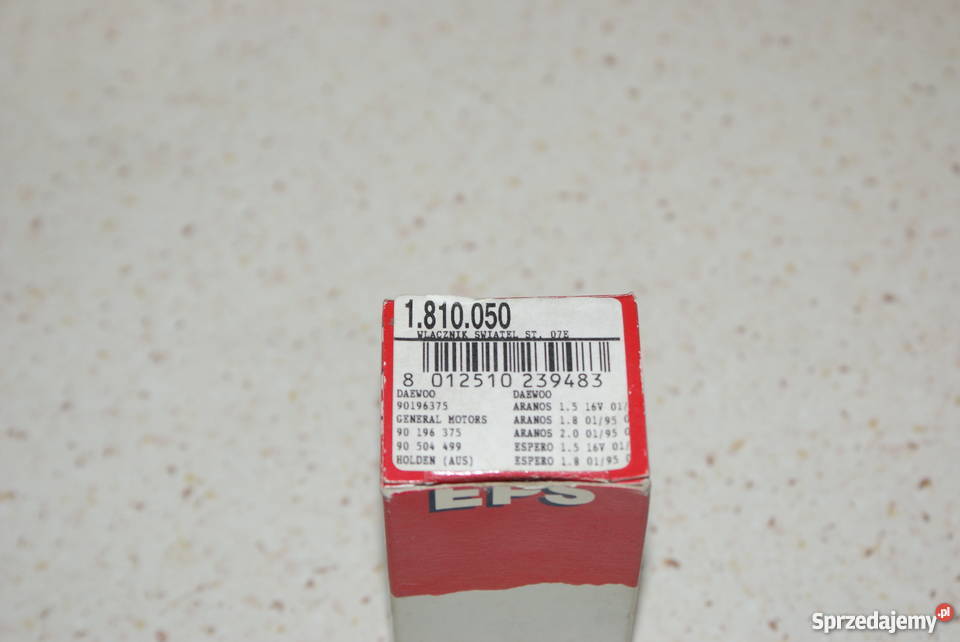 1.810.050
WLACZNIK SWIATEL ST. 07E
8 012510 239483
DAEWOO
90196375
GENERAL MOTORS
90 196 375
90 504 499
HOLDEN (AUS)
DAEWOO
ARANOS 1.5 16V 01/
ARANOS 1.8 01/95
ARANOS 2.0 01/95
ESPERO 1.5 16V 01/
ESPERO 1.8 01/95
EPS
Sprzedajemy.pl